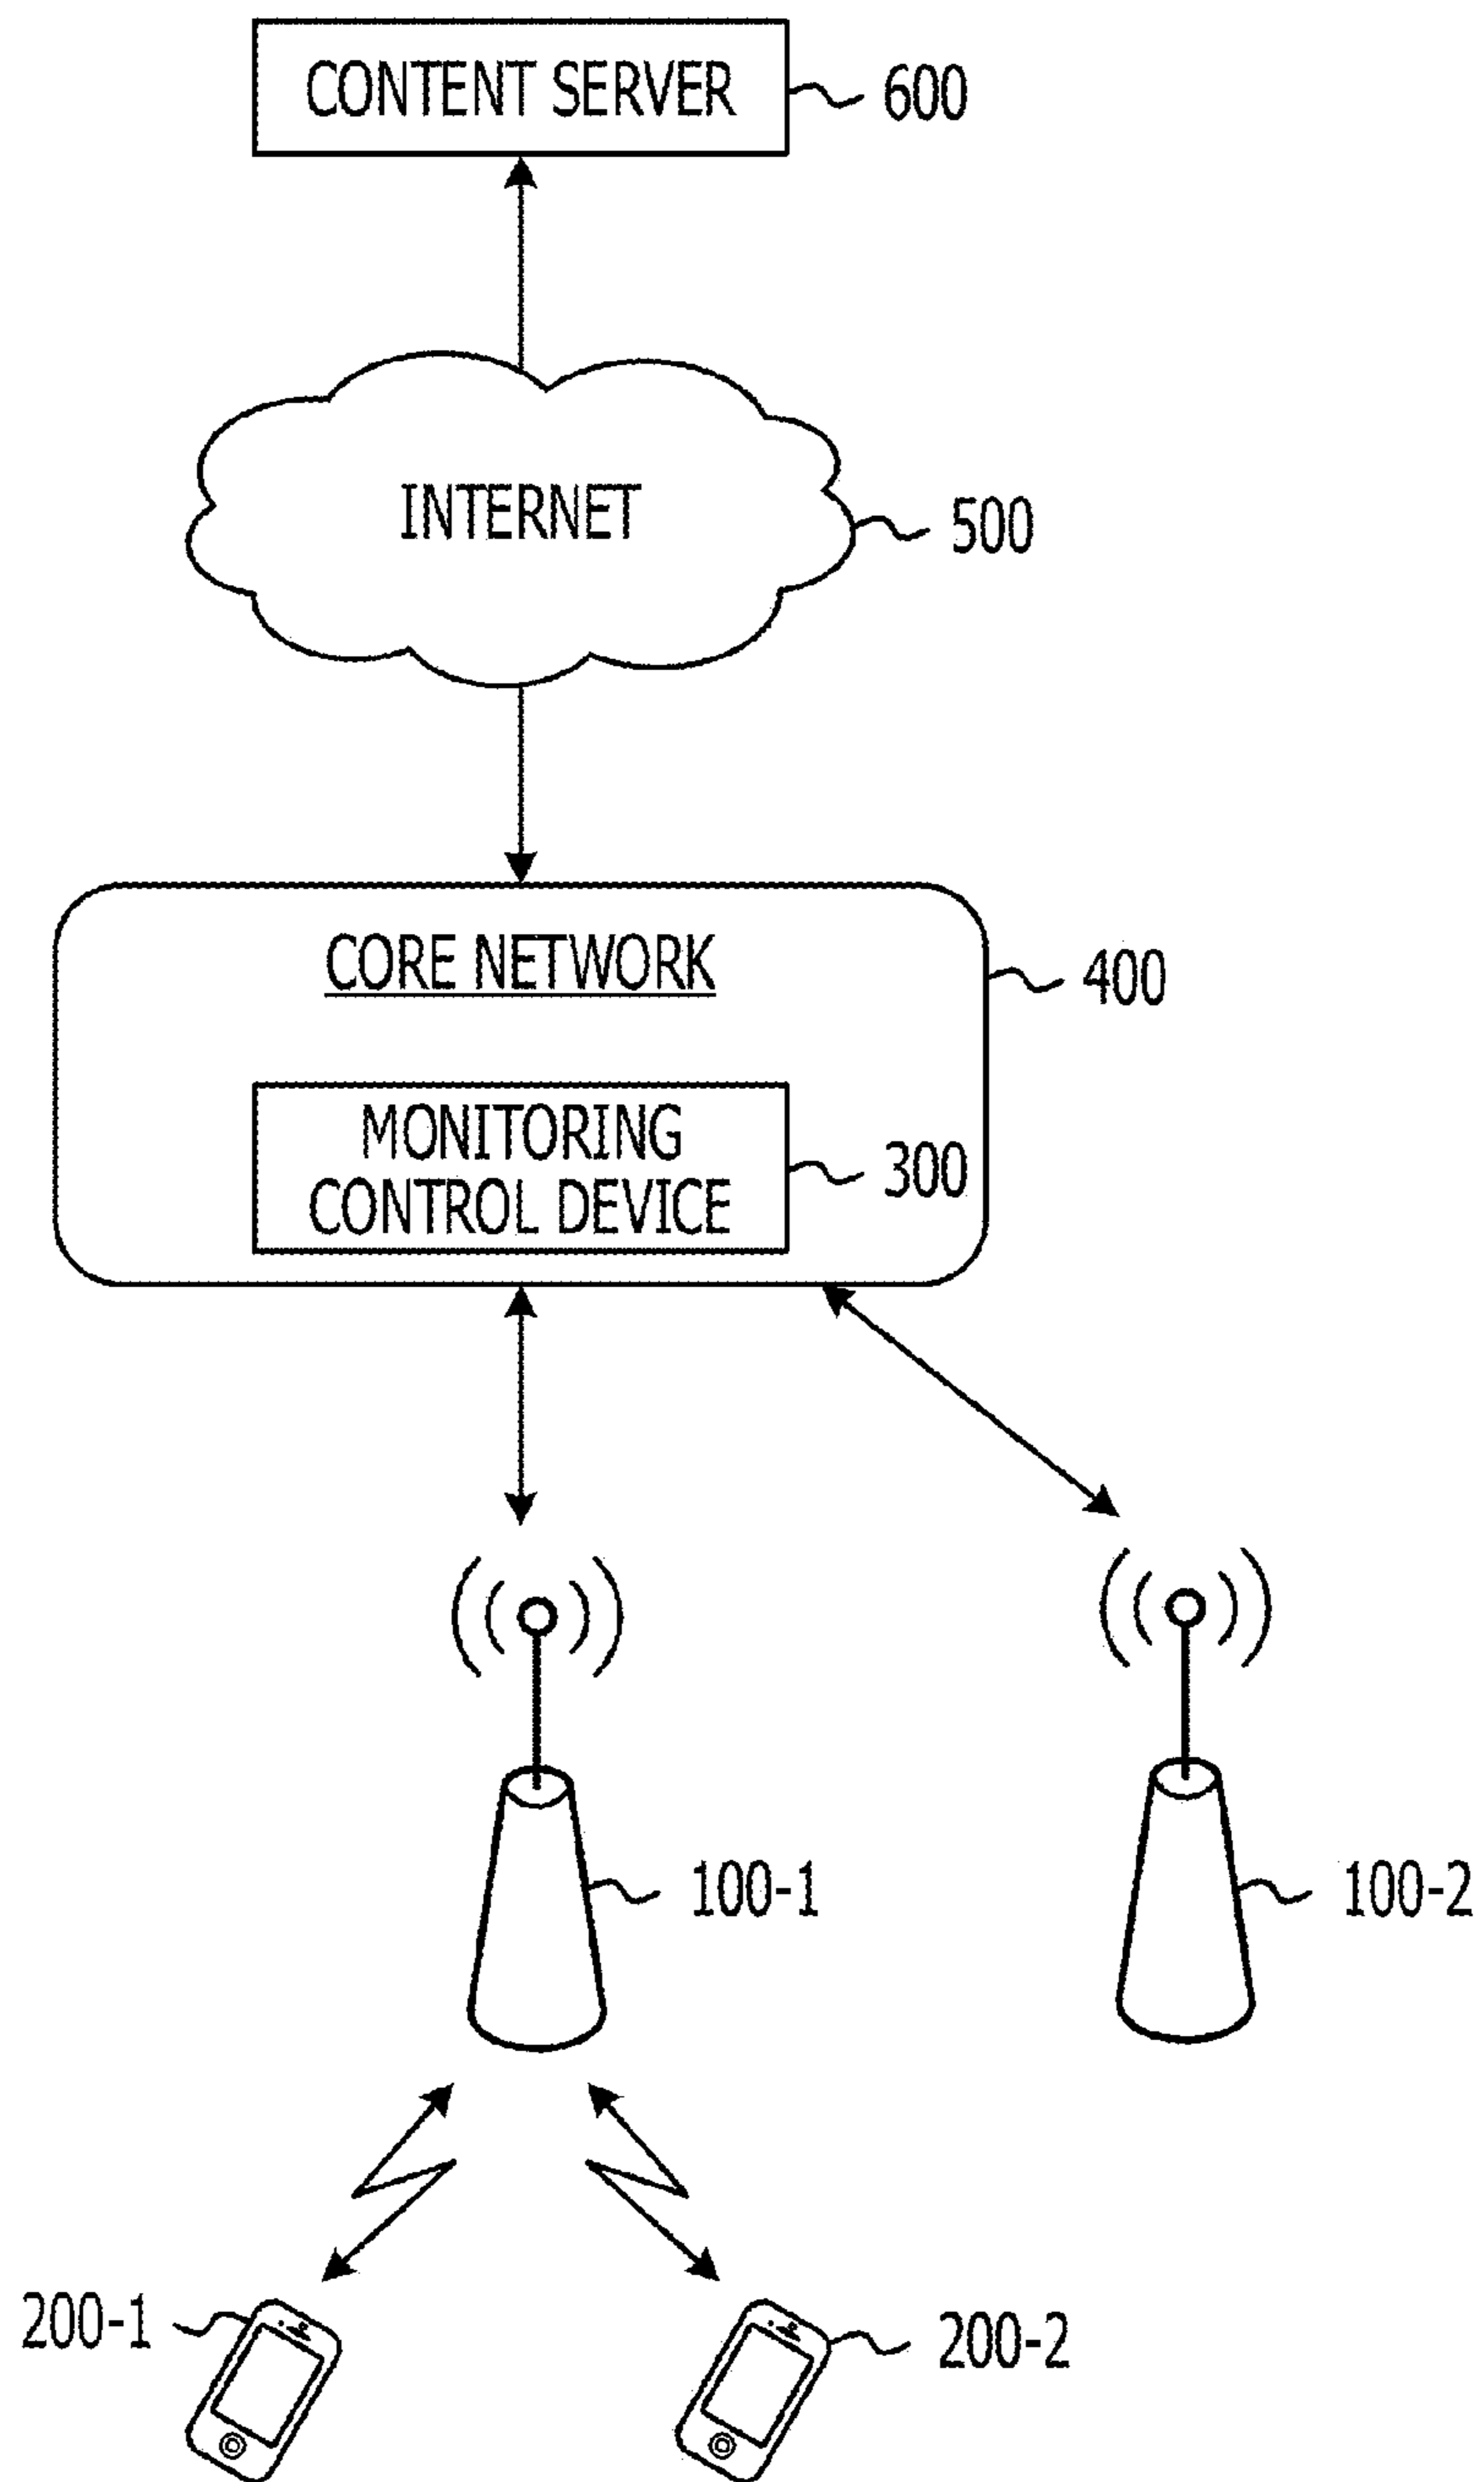 CONTENT SERVER
600
INTERNET
500
CORE NETWORK
400
MONITORING
CONTROL DEVICE
300
100-1
100-2
200-1
200-2